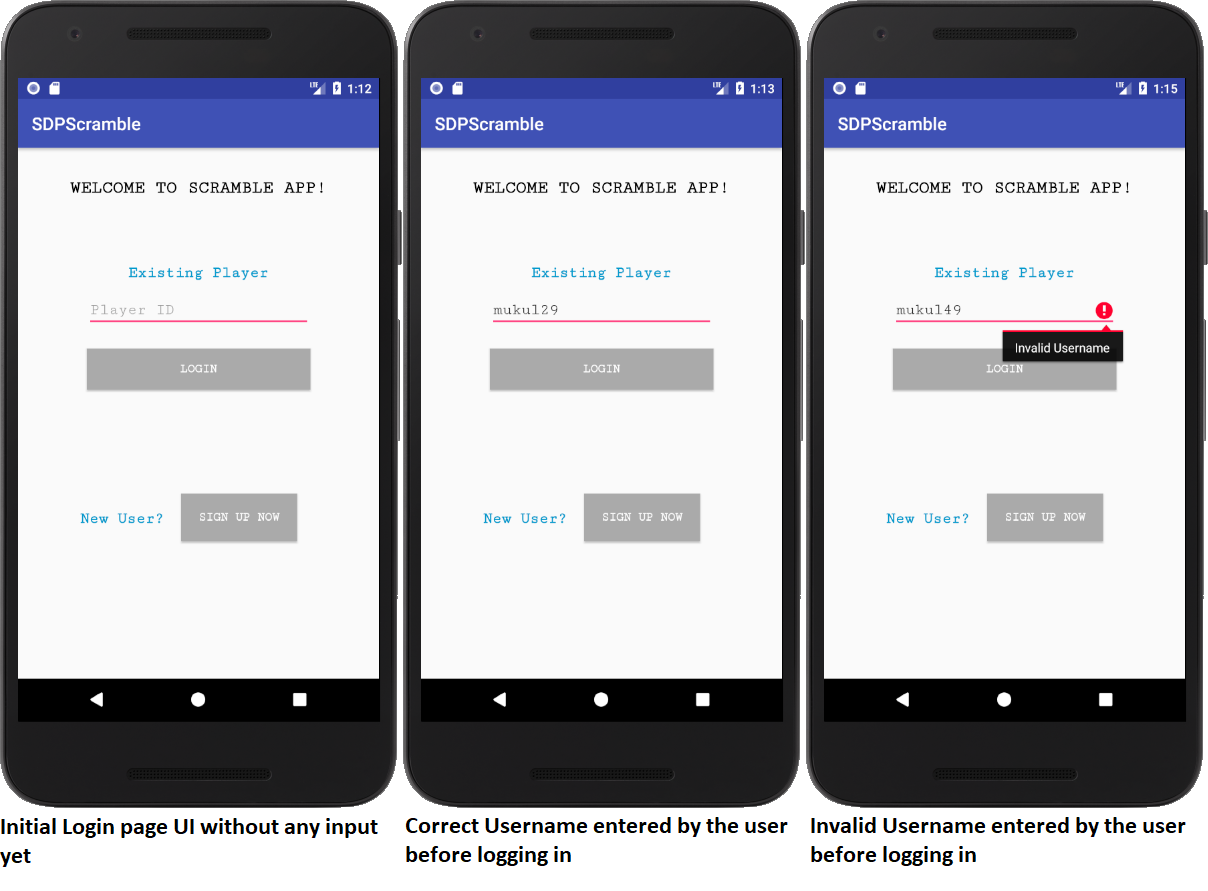 LTE 1:12
SDPScramble
WELCOME TO SCRAMBLE APP!
Existing Player
Player ID
LOGIN
New User?
SIGN UP NOW
Initial Login page UI without any input
yet
LTE 1:13
SDPScramble
WELCOME TO SCRAMBLE APP!
Existing Player
mukul29
LOGIN
New User?
SIGN UP NOW
Correct Username entered by the user
before logging in
LTE 1:15
SDPScramble
WELCOME TO SCRAMBLE APP!
Existing Player
mukul49
Invalid Username
LOGIN
New User?
SIGN UP NOW
Invalid Username entered by the user
before logging in